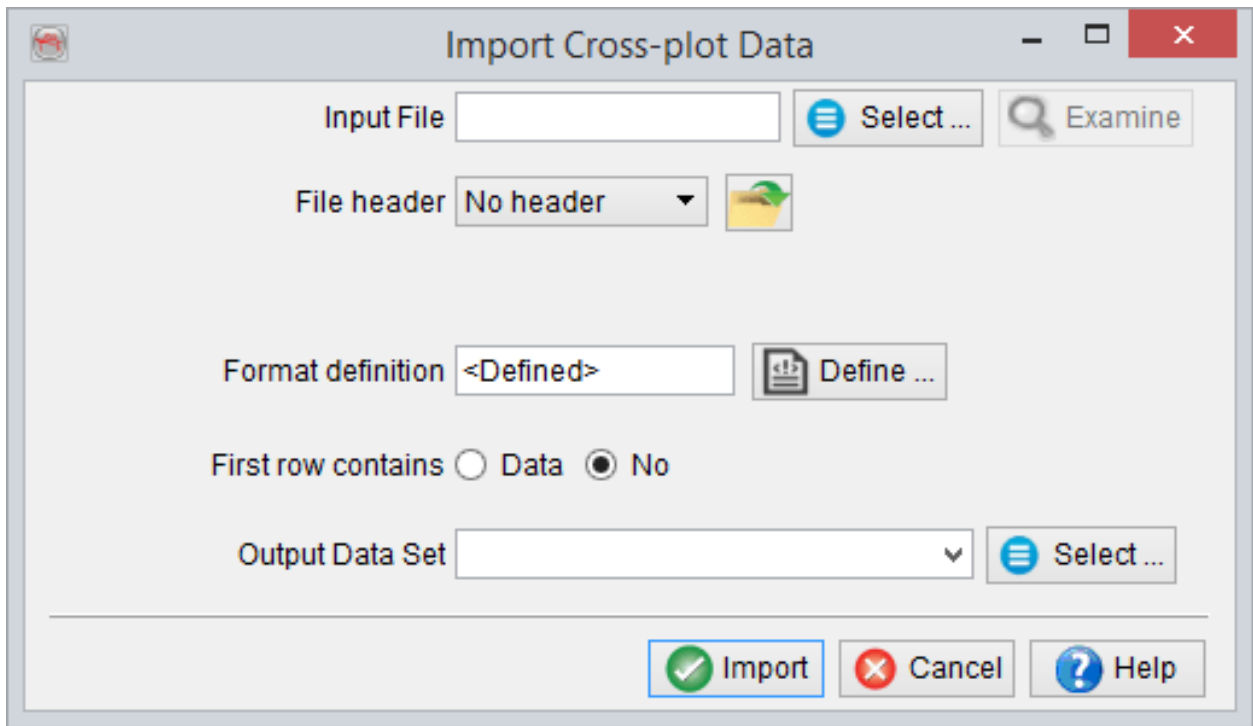 Import Cross-plot Data
Input File Select ... Examine
File header No header
Format definition <Defined> Define ...
First row contains Data No
Output Data Set Select ...
Import Cancel Help